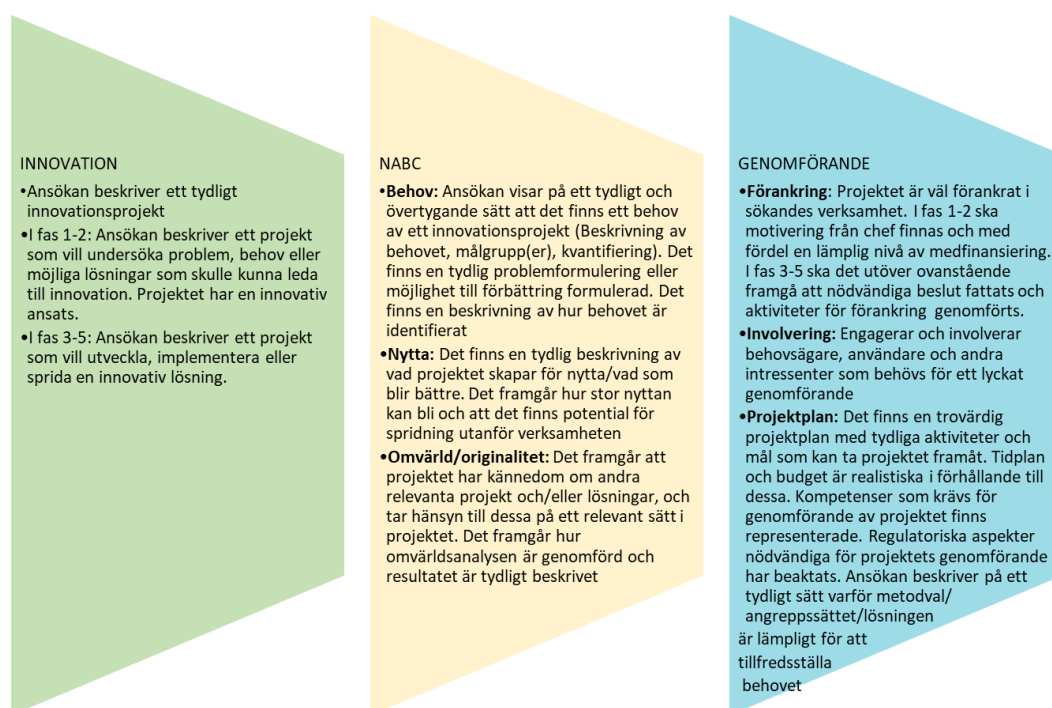 INNOVATION
•Ansökan beskriver ett tydligt
innovationsprojekt
•I fas 1-2: Ansökan beskriver ett projekt
som vill undersöka problem, behov eller
möjliga lösningar som skulle kunna leda
till innovation. Projektet har en innovativ
ansats.
•I fas 3-5: Ansökan beskriver ett projekt
som vill utveckla, implementera eller
sprida en innovativ lösning.
NABC
•Behov: Ansökan visar på ett tydligt och
övertygande sätt att det finns ett behov
av ett innovationsprojekt (Beskrivning av
behovet, målgrupp(er), kvantifiering). Det
finns en tydlig problemformulering eller
möjlighet till förbättring formulerad. Det
finns en beskrivning av hur behovet är
identifierat
•Nytta: Det finns en tydlig beskrivning av
vad projektet skapar för nytta/vad som
blir bättre. Det framgår hur stor nyttan
kan bli och att det finns potential för
spridning utanför verksamheten
•Omvärld/originalitet: Det framgår att
projektet har kännedom om andra
relevanta projekt och/eller lösningar, och
tar hänsyn till dessa på ett relevant sätt i
projektet. Det framgår hur
omvärldsanalysen är genomförd och
resultatet är tydligt beskrivet
GENOMFÖRANDE
•Förankring: Projektet är väl förankrat i
sökandes verksamhet. I fas 1-2 ska
motivering från chef finnas och med
fördel en lämplig nivå av medfinansiering.
I fas 3-5 ska det utöver ovanstående
framgå att nödvändiga beslut fattats och
aktiviteter för förankring genomförts.
•Involvering: Engagerar och involverar
behovsägare, användare och andra
intressenter som behövs för ett lyckat
genomförande
•Projektplan: Det finns en trovärdig
projektplan med tydliga aktiviteter och
mål som kan ta projektet framåt. Tidplan
och budget är realistiska i förhållande till
dessa. Kompetenser som krävs för
genomförande av projektet finns
representerade. Regulatoriska aspekter
nödvändiga för projektets genomförande
har beaktats. Ansökan beskriver på ett
tydligt sätt varför metodval/
angreppssättet/lösningen
är lämpligt för att
tillfredsställa
behovet